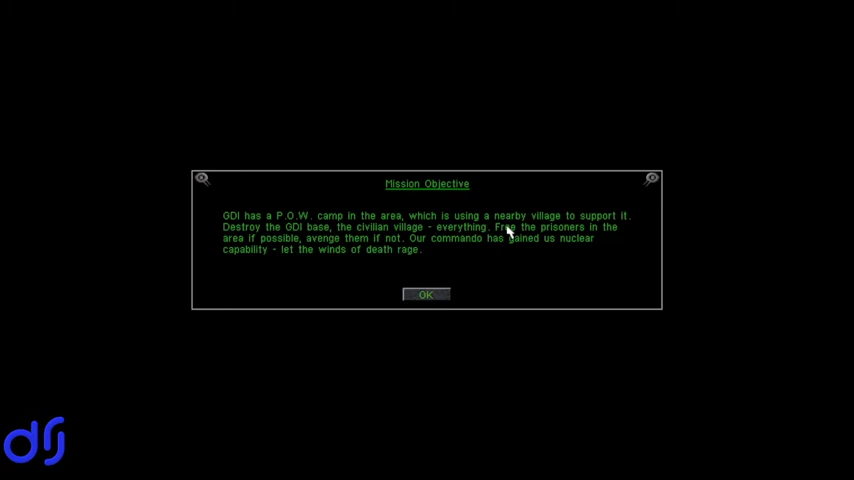 Mission Objective
GDI has a P.O.W. camp in the area, which is using a nearby village to support it.
Destroy the GDI base, the civilian village - everything. Free the prisoners in the
area if possible, avenge them if not. Our commando has gained us nuclear
capability - let the winds of death rage.
OK